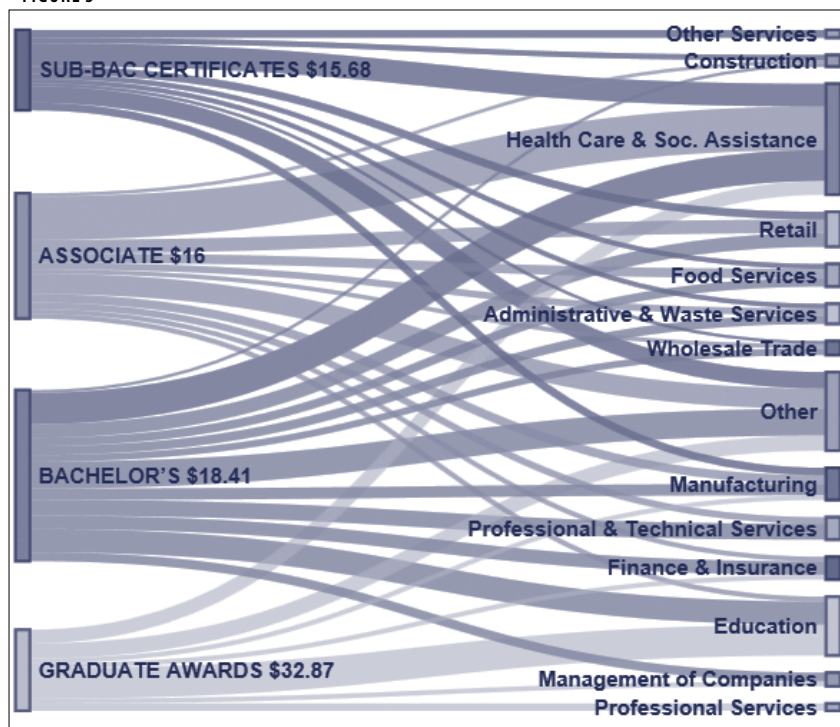 SUB-BAC CERTIFICATES $15.68
ASSOCIATE $16
BACHELOR’S $18.41
GRADUATE AWARDS $32.87
Other Services
Construction
Health Care & Soc. Assistance
Retail
Food Services
Administrative & Waste Services
Wholesale Trade
Other
Manufacturing
Professional & Technical Services
Finance & Insurance
Education
Management of Companies
Professional Services